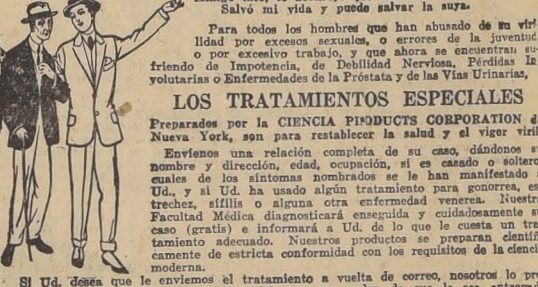 Salvó mi vida y puede salvar la suya.
Para todos los hombres que han abusado de su viri
lidad por excesos sexuales, o errores de la juventud,
o por excesivo trabajo, y que ahora se encuentran su-
friendo de Impotencia, de Debilidad Nerviosa, Pérdidas In
voluntarias o Enfermedades de la Próstata y de las Vías Urinarias,
LOS TRATAMIENTOS ESPECIALES
Preparados por la CIENCIA PRODUCTS CORPORATION de
Nueva York, son para restablecer la salud y el vigor viril
Envíenos una relación completa de su caso, dándonos su
nombre y dirección, edad, ocupación, si es casado o soltero,
cuales de los síntomas nombrados se le han manifestado a
Ud., y si Ud. ha usado algún tratamiento para gonorrea, es-
trechez, sífilis o alguna otra enfermedad venerea. Nuestra
Facultad Médica diagnosticará enseguida y cuidadosamente su
caso (gratis) e informará a Ud. de lo que le cuesta un tra-
tamiento adecuado. Nuestros productos se preparan científi-
camente de estricta conformidad con los requisitos de la ciencia
moderna.
Si Ud. desea que le enviemos el tratamiento a vuelta de correo, nosotros lo pre